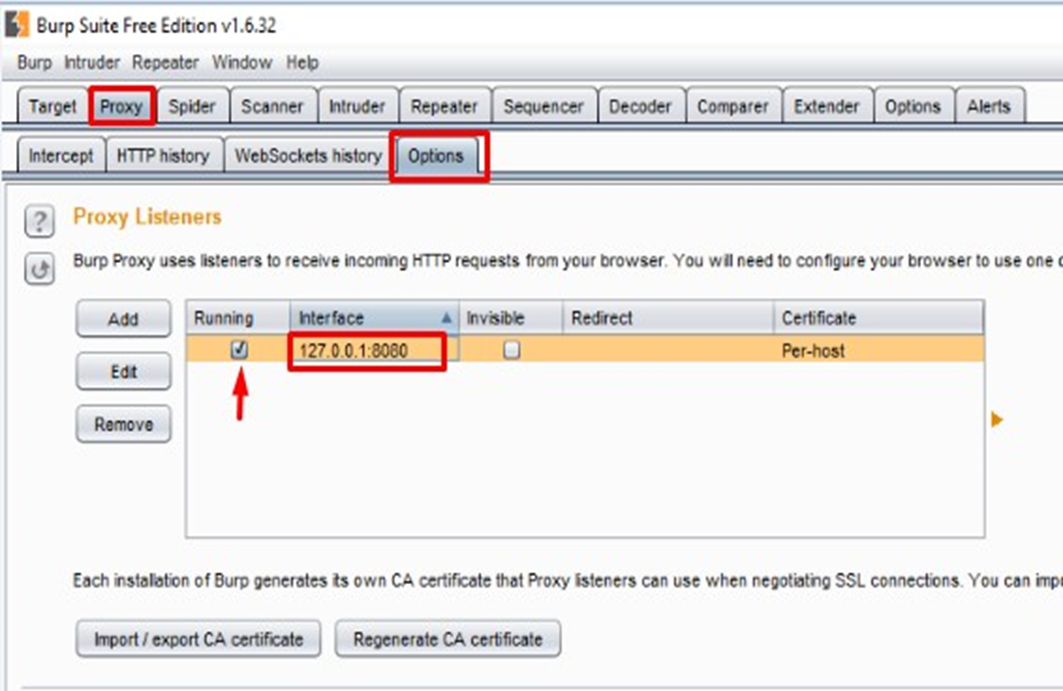 Burp Suite Free Edition v1.6.32
Burp Intruder Repeater Window Help
Target Proxy Spider Scanner Intruder Repeater Sequencer Decoder Comparer Extender Options Alerts
Intercept HTTP history WebSockets history Options
? Proxy Listeners
Burp Proxy uses listeners to receive incoming HTTP requests from your browser. You will need to configure your browser to use one
Add Running Interface Invisible Redirect Certificate
127.0.0.1:8080 Per-host
Edit
Remove
Each installation of Burp generates its own CA certificate that Proxy listeners can use when negotiating SSL connections. You can
Import / export CA certificate Regenerate CA certificate